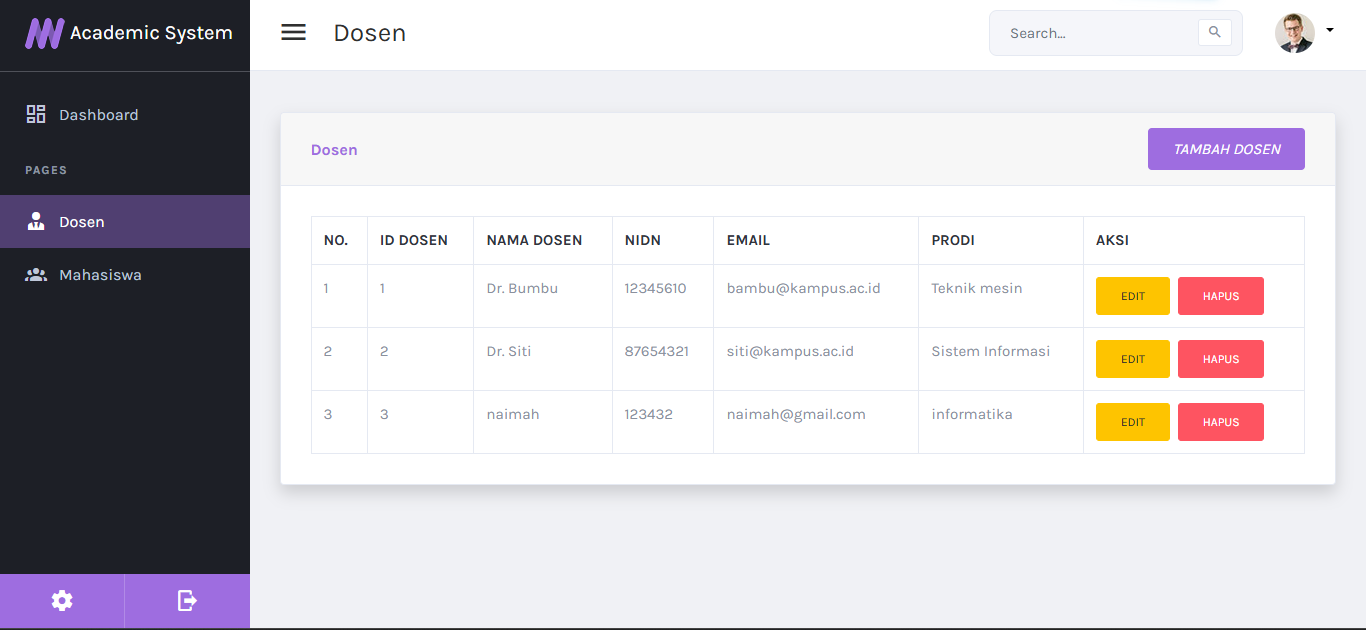 Academic System
Dosen
Search...
Dashboard
PAGES
Dosen
Mahasiswa
Dosen
TAMBAH DOSEN
NO. ID DOSEN NAMA DOSEN NIDN EMAIL PRODI AKSI
1 1 Dr. Bumbu 12345610 bambu@kampus.ac.id Teknik mesin EDIT HAPUS
2 2 Dr. Siti 87654321 siti@kampus.ac.id Sistem Informasi EDIT HAPUS
3 3 naimah 123432 naimah@gmail.com informatika EDIT HAPUS